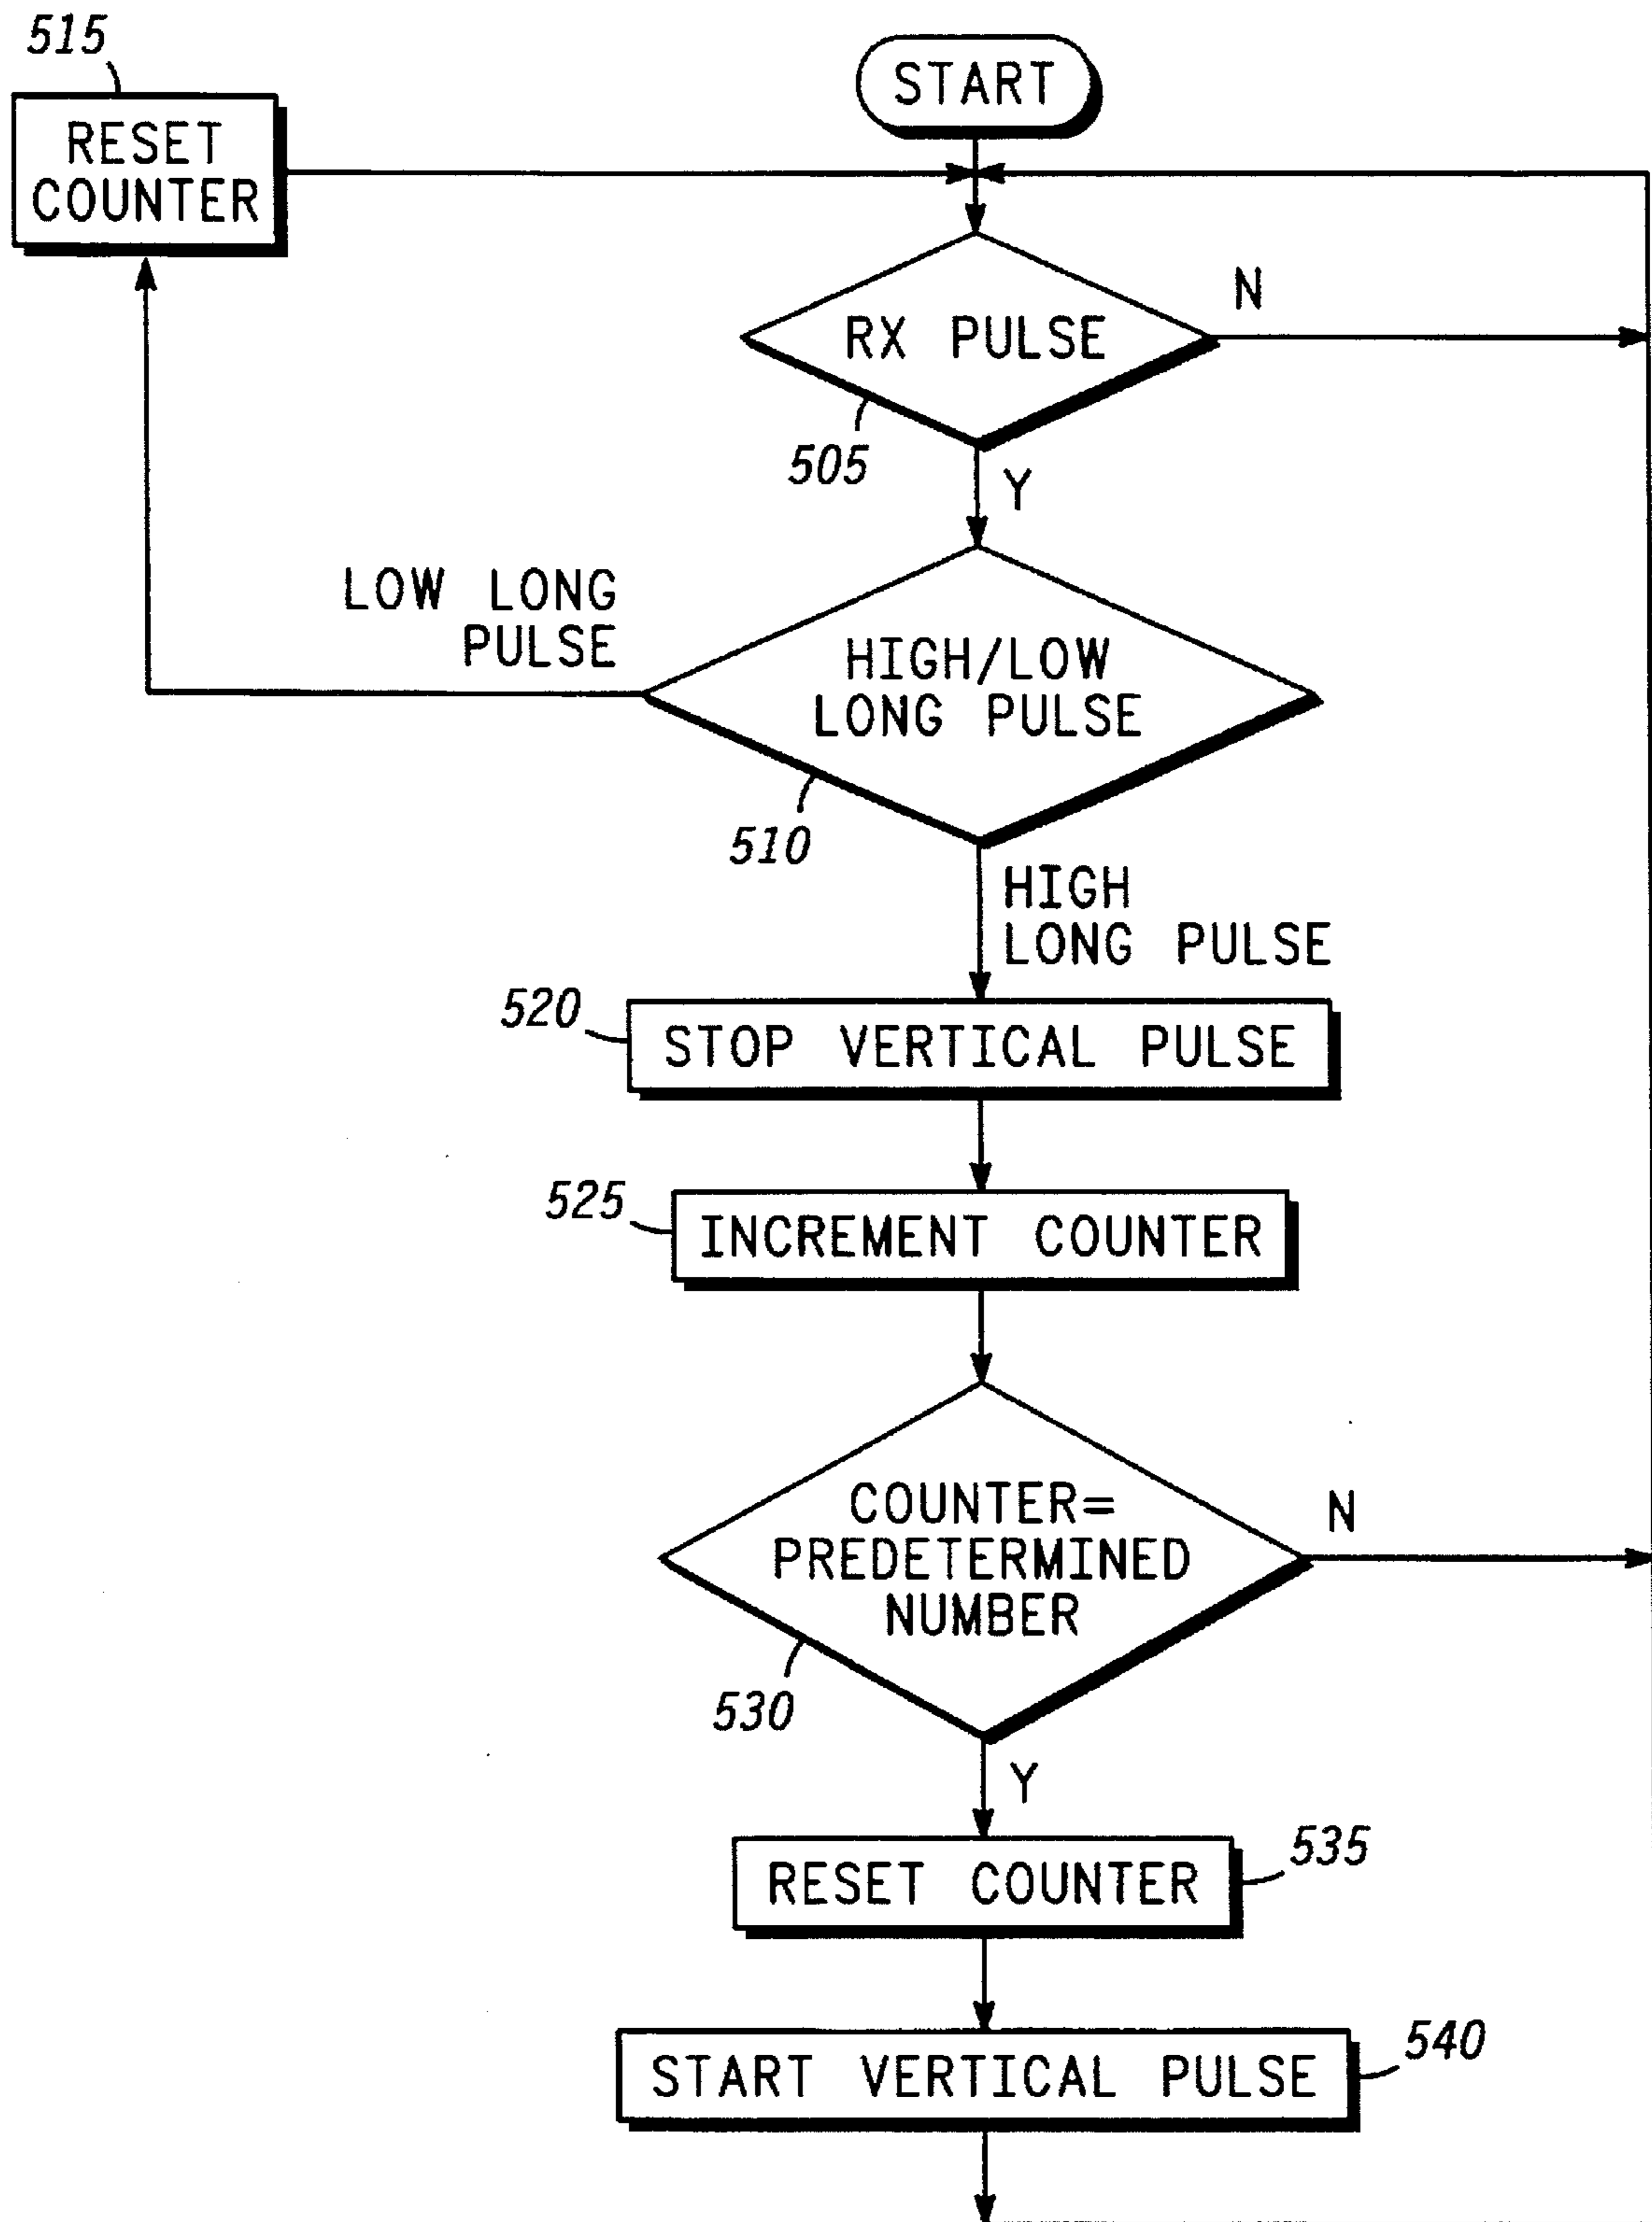 515
START
RESET
COUNTER
RX PULSE
N
505
Y
LOW LONG
PULSE
HIGH/LOW
LONG PULSE
510
HIGH
LONG PULSE
520
STOP VERTICAL PULSE
525
INCREMENT COUNTER
COUNTER=
PREDETERMINED
NUMBER
N
530
Y
RESET COUNTER
535
START VERTICAL PULSE
540